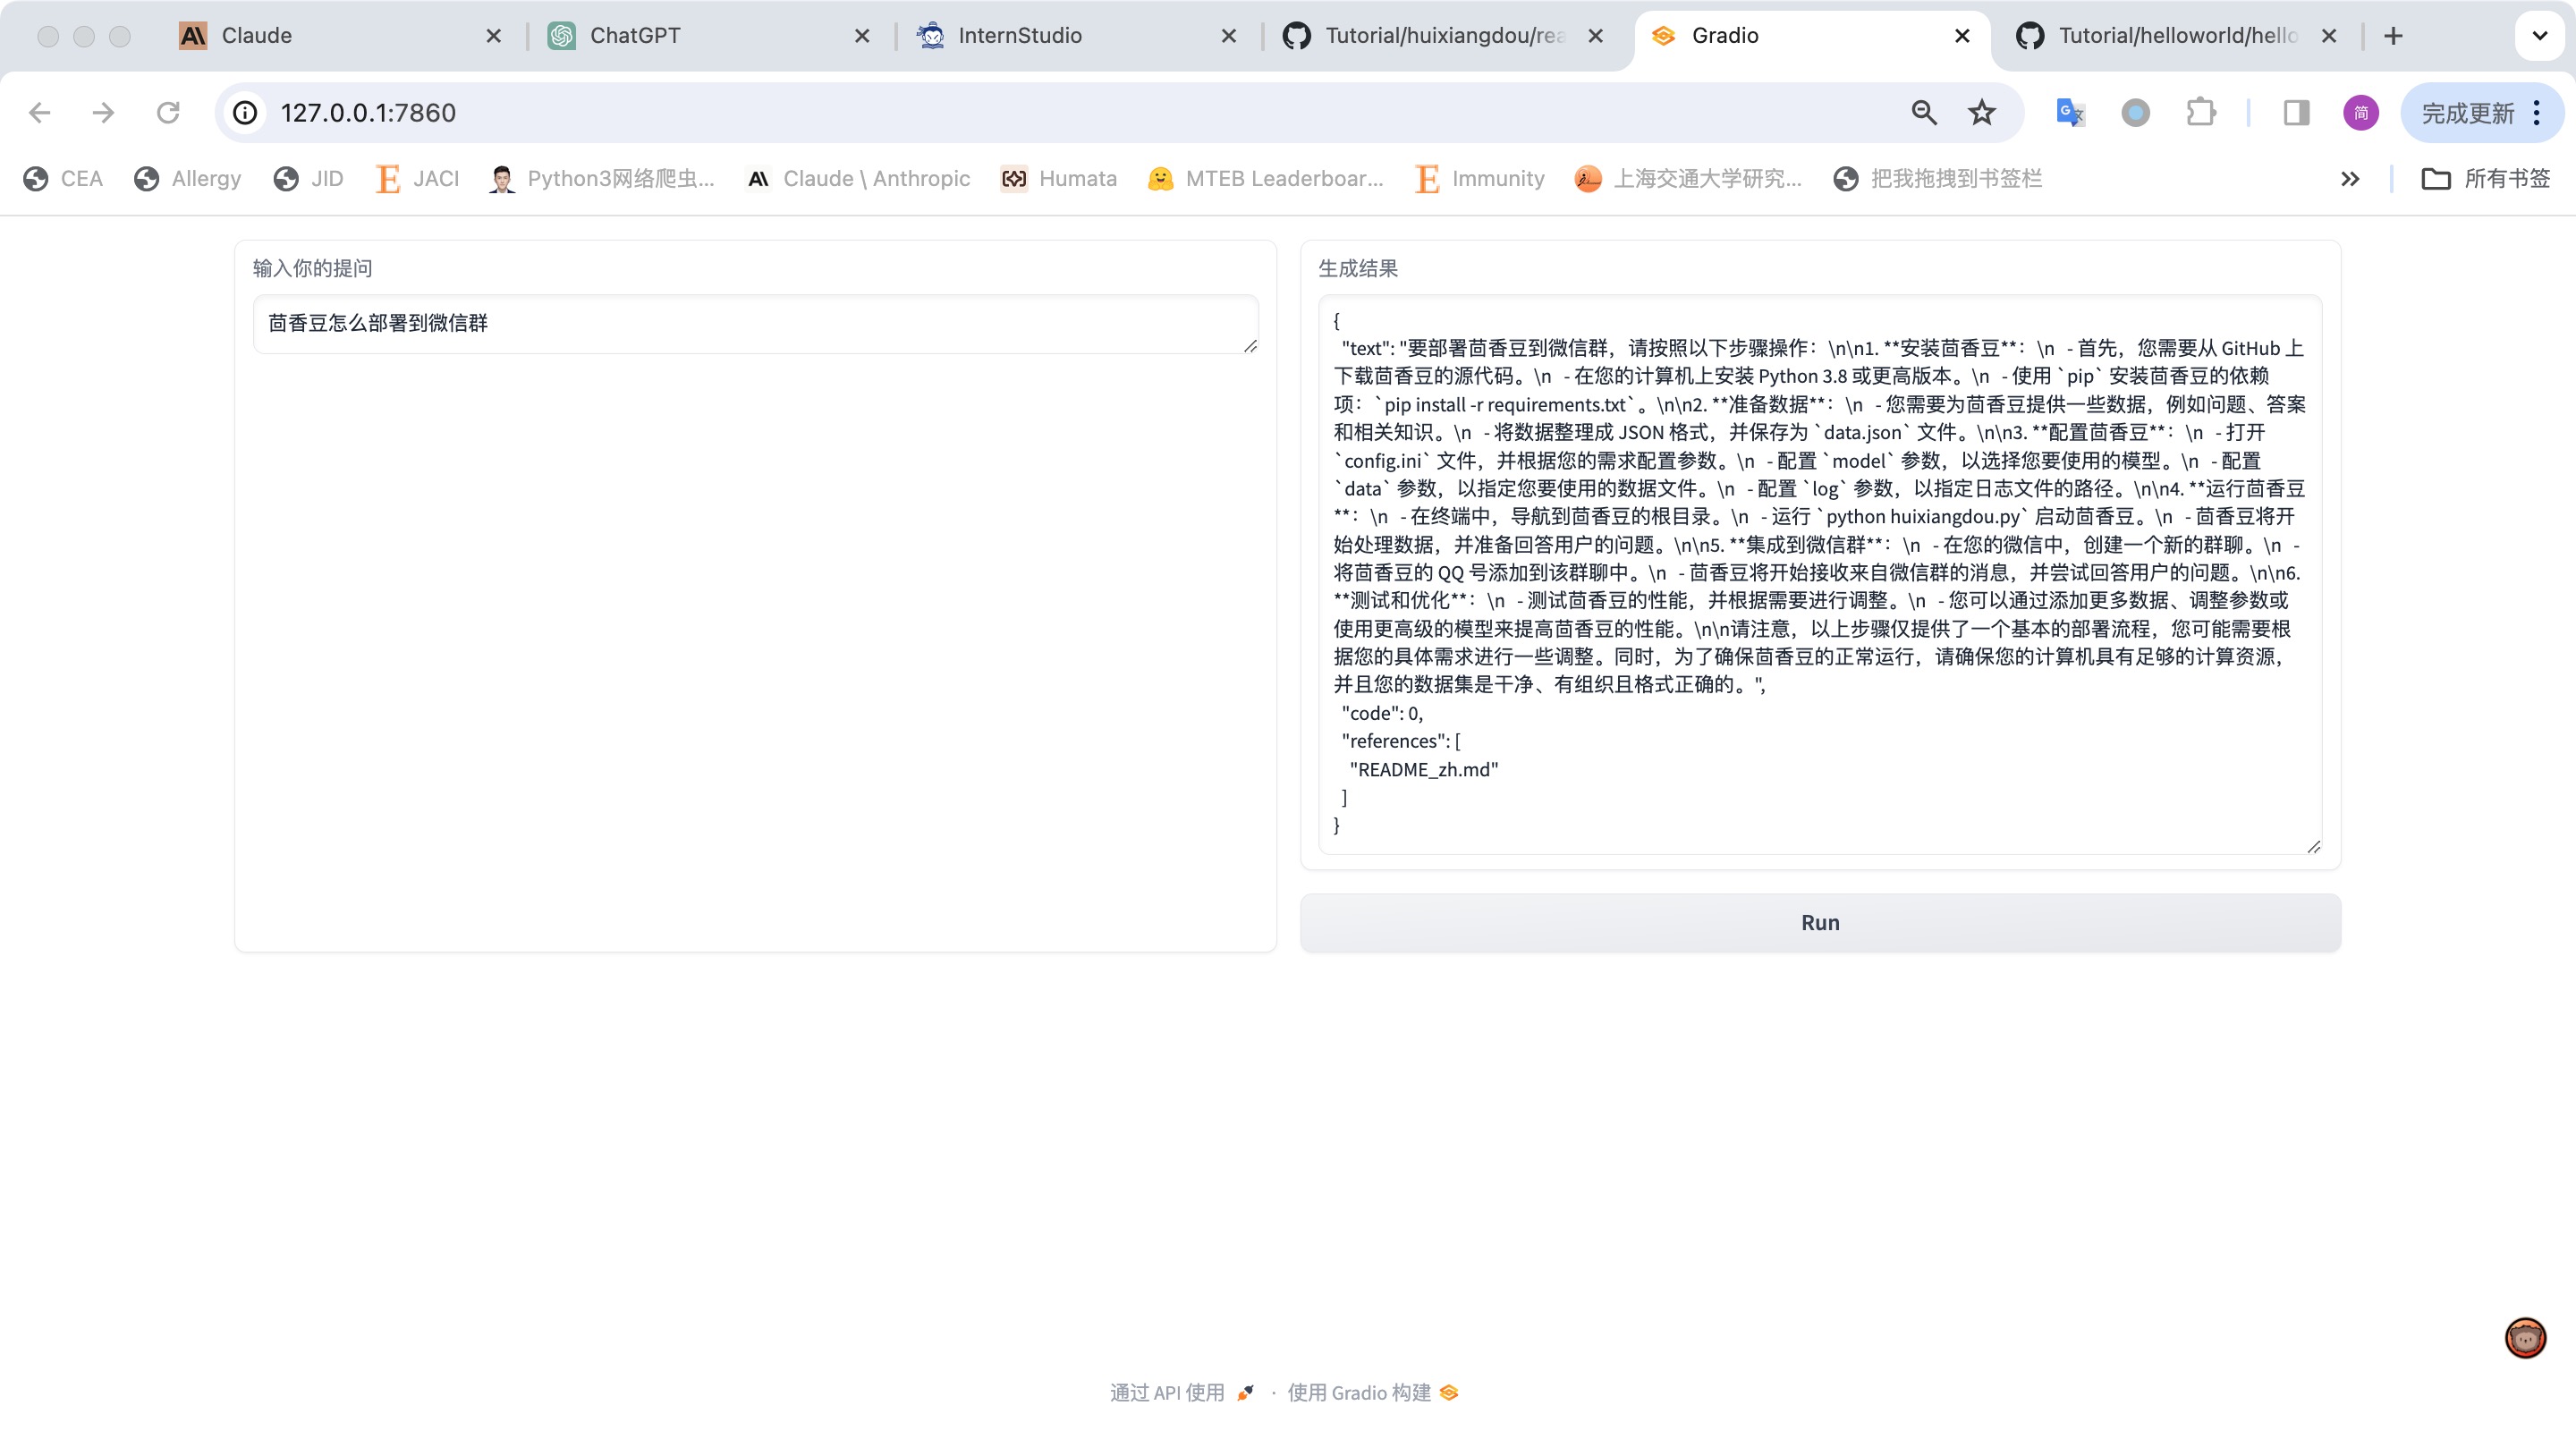 Claude
ChatGPT
InternStudio
Tutorial/huixiangdou/rea
Gradio
Tutorial/helloworld/hello
127.0.0.1:7860
简
完成更新
CEA
Allergy
JID
JACI
Python3网络爬虫...
Claude \ Anthropic
Humata
MTEB Leaderboar...
Immunity
上海交通大学研究...
把我拖拽到书签栏
所有书签
输入你的提问
茴香豆怎么部署到微信群
生成结果
{
"text": "要部署茴香豆到微信群，请按照以下步骤操作：\n\n1. **安装茴香豆**：\n - 首先，您需要从 GitHub 上
下载茴香豆的源代码。\n - 在您的计算机上安装 Python 3.8 或更高版本。\n - 使用 `pip` 安装茴香豆的依赖
项：`pip install -r requirements.txt`。\n\n2. **准备数据**：\n - 您需要为茴香豆提供一些数据，例如问题、答案
和相关知识。\n - 将数据整理成 JSON 格式，并保存为 `data.json` 文件。\n\n3. **配置茴香豆**：\n - 打开
`config.ini` 文件，并根据您的需求配置参数。\n - 配置 `model` 参数，以选择您要使用的模型。\n - 配置
`data` 参数，以指定您要使用的数据文件。\n - 配置 `log` 参数，以指定日志文件的路径。\n\n4. **运行茴香豆
**：\n - 在终端中，导航到茴香豆的根目录。\n - 运行 `python huixiangdou.py` 启动茴香豆。\n - 茴香豆将开
始处理数据，并准备回答用户的问题。\n\n5. **集成到微信群**：\n - 在您的微信中，创建一个新的群聊。\n -
将茴香豆的 QQ 号添加到该群聊中。\n - 茴香豆将开始接收来自微信群的消息，并尝试回答用户的问题。\n\n6.
**测试和优化**：\n - 测试茴香豆的性能，并根据需要进行调整。\n - 您可以通过添加更多数据、调整参数或
使用更高级的模型来提高茴香豆的性能。\n\n请注意，以上步骤仅提供了一个基本的部署流程，您可能需要根
据您的具体需求进行一些调整。同时，为了确保茴香豆的正常运行，请确保您的计算机具有足够的计算资源，
并且您的数据集是干净、有组织且格式正确的。",
"code": 0,
"references": [
"README_zh.md"
]
}
Run
通过 API 使用 · 使用 Gradio 构建